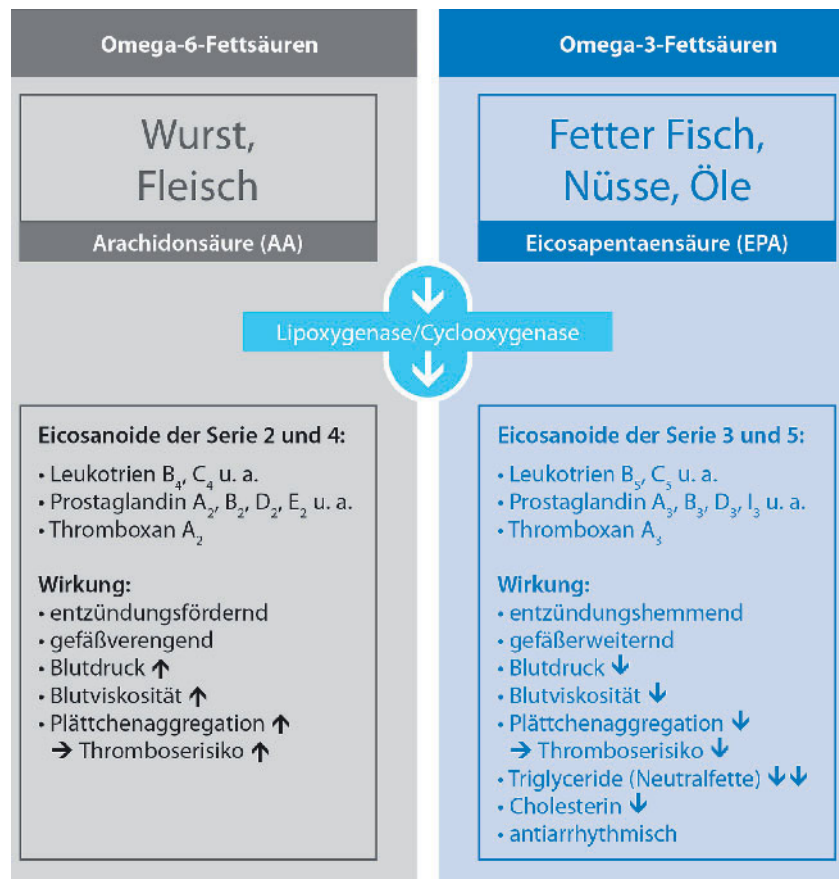 Omega-6-Fettsäuren
Wurst,
Fleisch
Arachidonsäure (AA)
Omega-3-Fettsäuren
Fetter Fisch,
Nüsse, Öle
Eicosapentaensäure (EPA)
Lipoxygenase/Cyclooxygenase
Eicosanoide der Serie 2 und 4:
• Leukotrien B₄, C₄ u. a.
• Prostaglandin A₂, B₂, D₂, E₂ u. a.
• Thromboxan A₂
Wirkung:
• entzündungsfördernd
• gefäßverengend
• Blutdruck ↑
• Blutviskosität ↑
• Plättchenaggregation ↑
→ Thromboserisiko ↑
Eicosanoide der Serie 3 und 5:
• Leukotrien B₅, C₅ u. a.
• Prostaglandin A₃, B₃, D₃, I₃ u. a.
• Thromboxan A₃
Wirkung:
• entzündungshemmend
• gefäßerweiternd
• Blutdruck ↓
• Blutviskosität ↓
• Plättchenaggregation ↓
→ Thromboserisiko ↓
• Triglyceride (Neutralfette) ↓↓
• Cholesterin ↓
• antiarrhythmisch